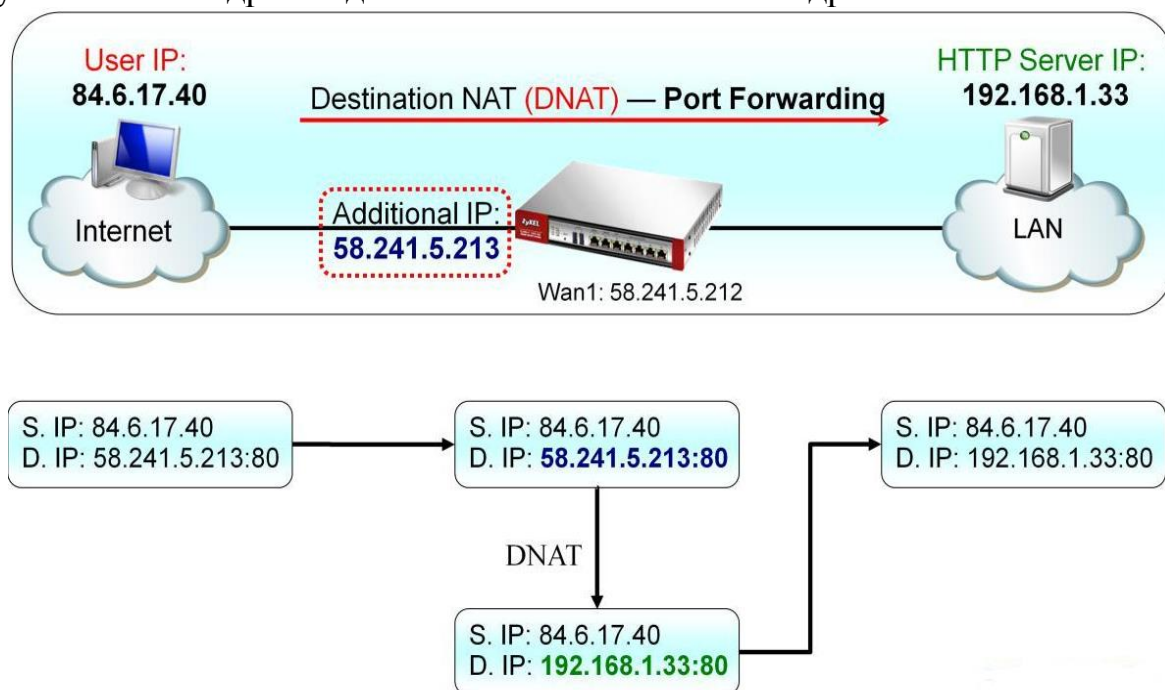 User IP:
84.6.17.40
HTTP Server IP:
192.168.1.33
Destination NAT (DNAT) — Port Forwarding
Internet
Additional IP:
58.241.5.213
ZyXEL
LAN
Wan1: 58.241.5.212
S. IP: 84.6.17.40
D. IP: 58.241.5.213:80
S. IP: 84.6.17.40
D. IP: 58.241.5.213:80
S. IP: 84.6.17.40
D. IP: 192.168.1.33:80
DNAT
S. IP: 84.6.17.40
D. IP: 192.168.1.33:80